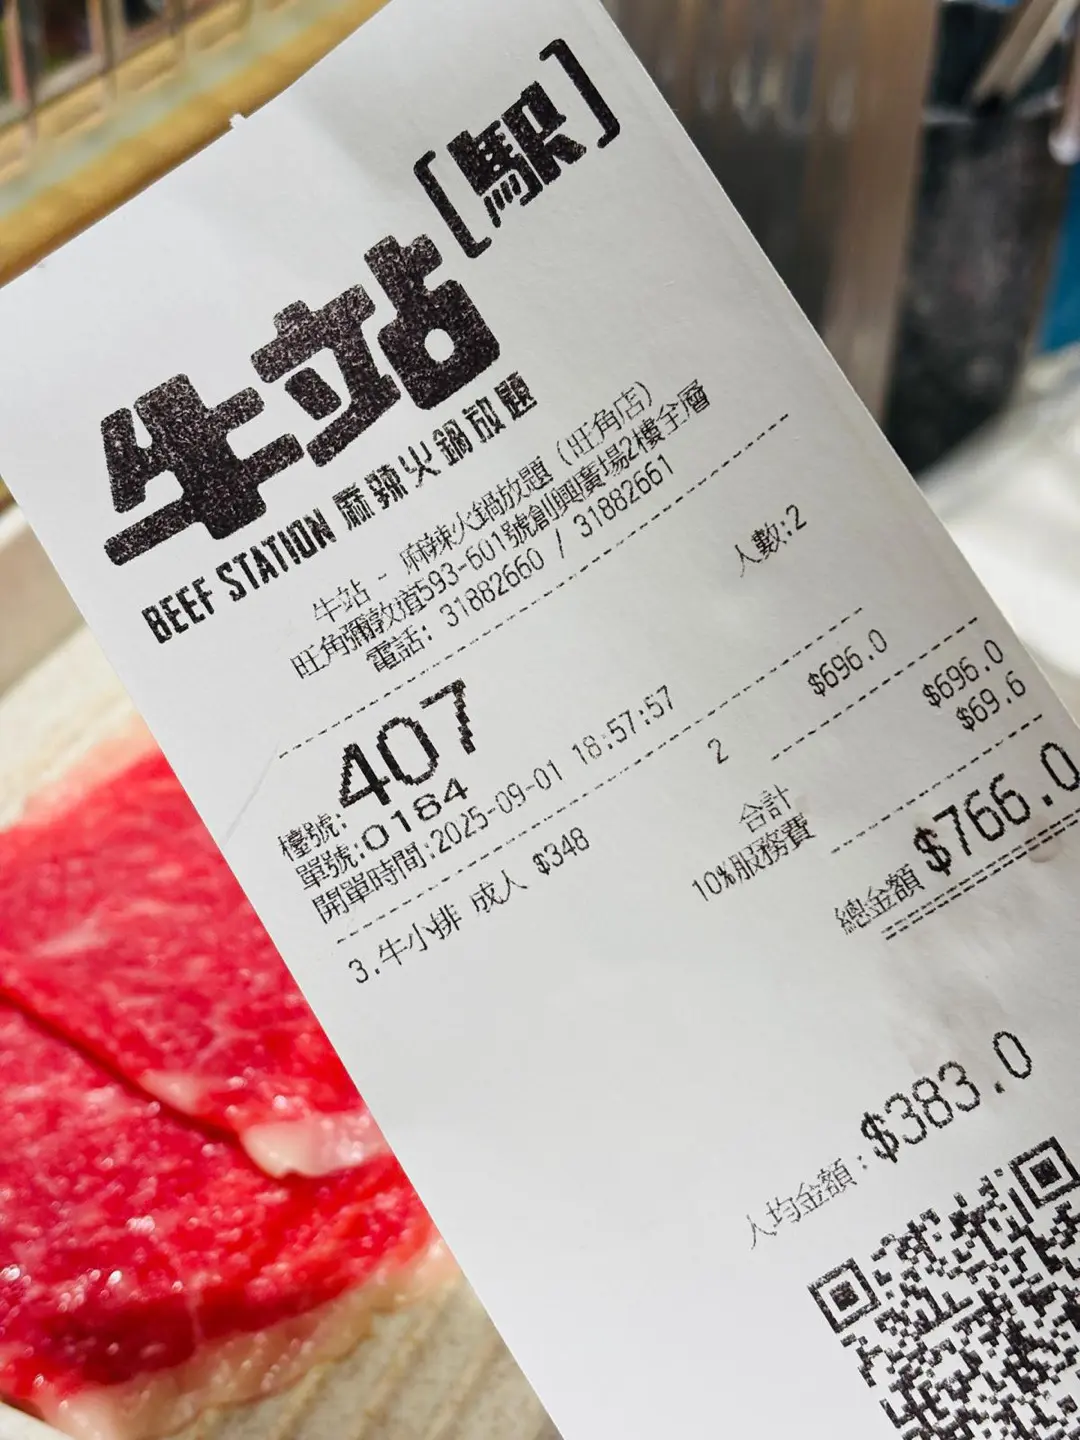 牛站[駅]
BEEF STATION 麻辣火鍋放題
牛站 - 麻辣火鍋放題 (旺角店)
旺角彌敦道593-601號創興廣場2樓全層
電話: 31882660 / 31882661
檯號: 407 人數:2
單號:0184
開單時間:2025-09-01 18:57:57
3.牛小排 成人 $348 2 $696.0
合計 $696.0
10%服務費 $69.6
總金額 $766.0
人均金額: $383.0